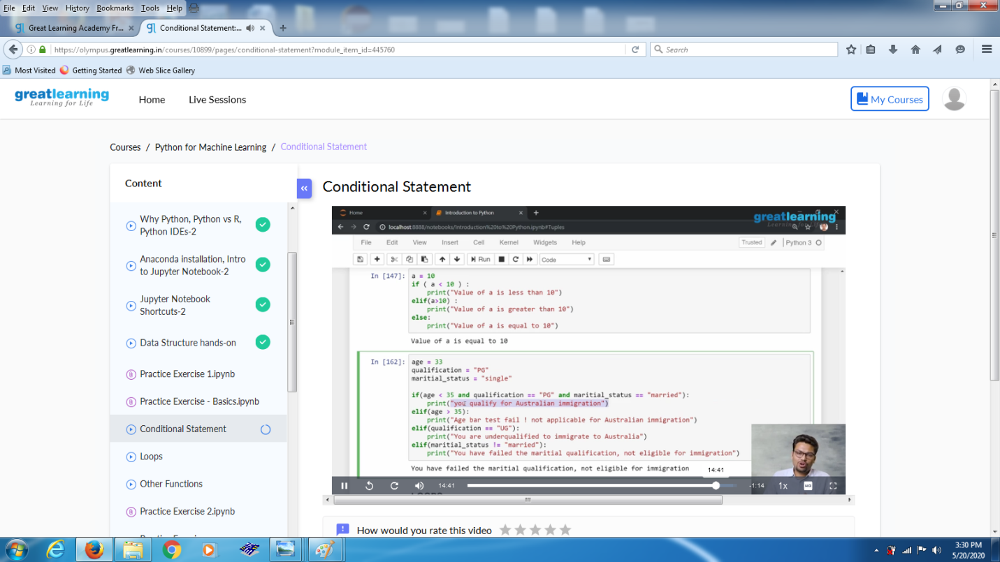 File Edit View History Bookmarks Tools Help
Great Learning Academy Fr...
Conditional Statement:...
https://olympus.greatlearning.in/courses/10899/pages/conditional-statement?module_item_id=445760
Search
Most Visited Getting Started Web Slice Gallery
greatlearning
Learning for Life
Home Live Sessions
My Courses
Courses / Python for Machine Learning / Conditional Statement
Content
Why Python, Python vs R,
Python IDEs-2
Anaconda installation, Intro
to Jupyter Notebook-2
Jupyter Notebook
Shortcuts-2
Data Structure hands-on
Practice Exercise 1.ipynb
Practice Exercise - Basics.ipynb
Conditional Statement
Loops
Other Functions
Practice Exercise 2.ipynb
Conditional Statement
Home
Introduction to Python
greatlearning
Learning for Life
localhost:8888/notebooks/Introduction%20to%20Python.ipynb#Tuples
File Edit View Insert Cell Kernel Widgets Help
Trusted
Python 3
Run
Code
In [147]: a = 10
if ( a < 10 ) :
print("Value of a is less than 10")
elif(a>10) :
print("Value of a is greater than 10")
else:
print("Value of a is equal to 10")
Value of a is equal to 10
In [162]: age = 33
qualification = "PG"
maritial_status = "single"
if(age < 35 and qualification == "PG" and maritial_status == "married"):
print("you qualify for Australian immigration")
elif(age > 35):
print("Age bar test fail ! not applicable for Australian immigration")
elif(qualification == "UG"):
print("You are underqualified to immigrate to Australia")
elif(maritial_status != "married"):
print("You have failed the maritial qualification, not eligible for immigration")
You have failed the maritial qualification, not eligible for immigration
14:41
14:41
-1:14
1x
HD
How would you rate this video
3:30 PM
5/20/2020